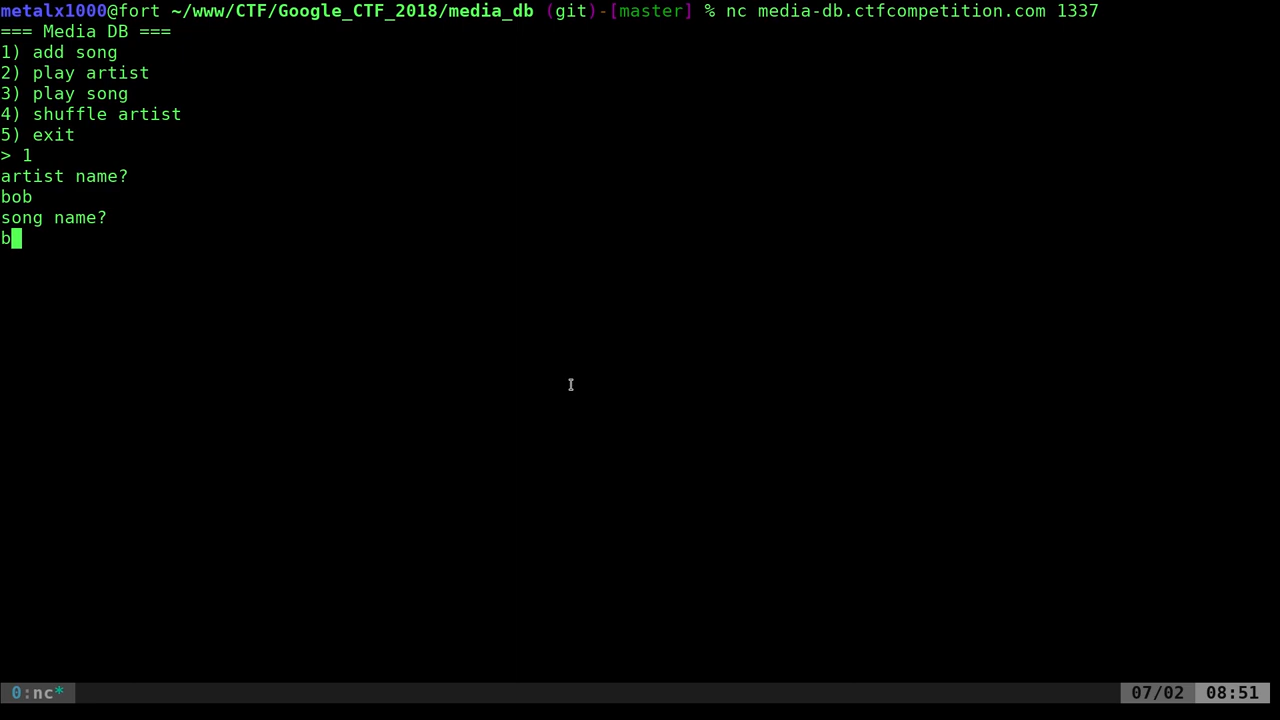 metalx1000@fort ~/www/CTF/Google_CTF_2018/media_db (git)-[master] % nc media-db.ctfcompetition.com 1337
=== Media DB ===
1) add song
2) play artist
3) play song
4) shuffle artist
5) exit
> 1
artist name?
bob
song name?
b
0:nc* 07/02 08:51